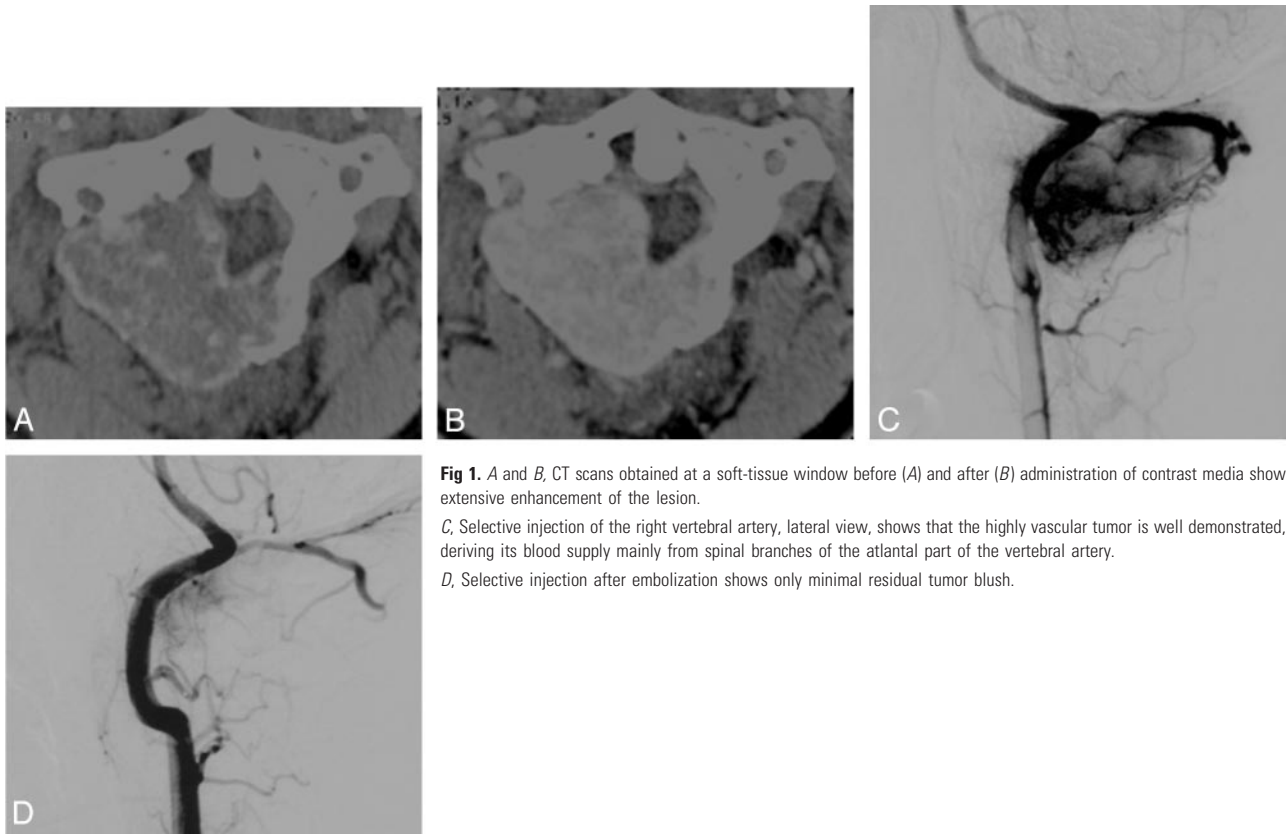 A
B
C
D
Fig 1. A and B, CT scans obtained at a soft-tissue window before (A) and after (B) administration of contrast media show
extensive enhancement of the lesion.
C, Selective injection of the right vertebral artery, lateral view, shows that the highly vascular tumor is well demonstrated,
deriving its blood supply mainly from spinal branches of the atlantal part of the vertebral artery.
D, Selective injection after embolization shows only minimal residual tumor blush.